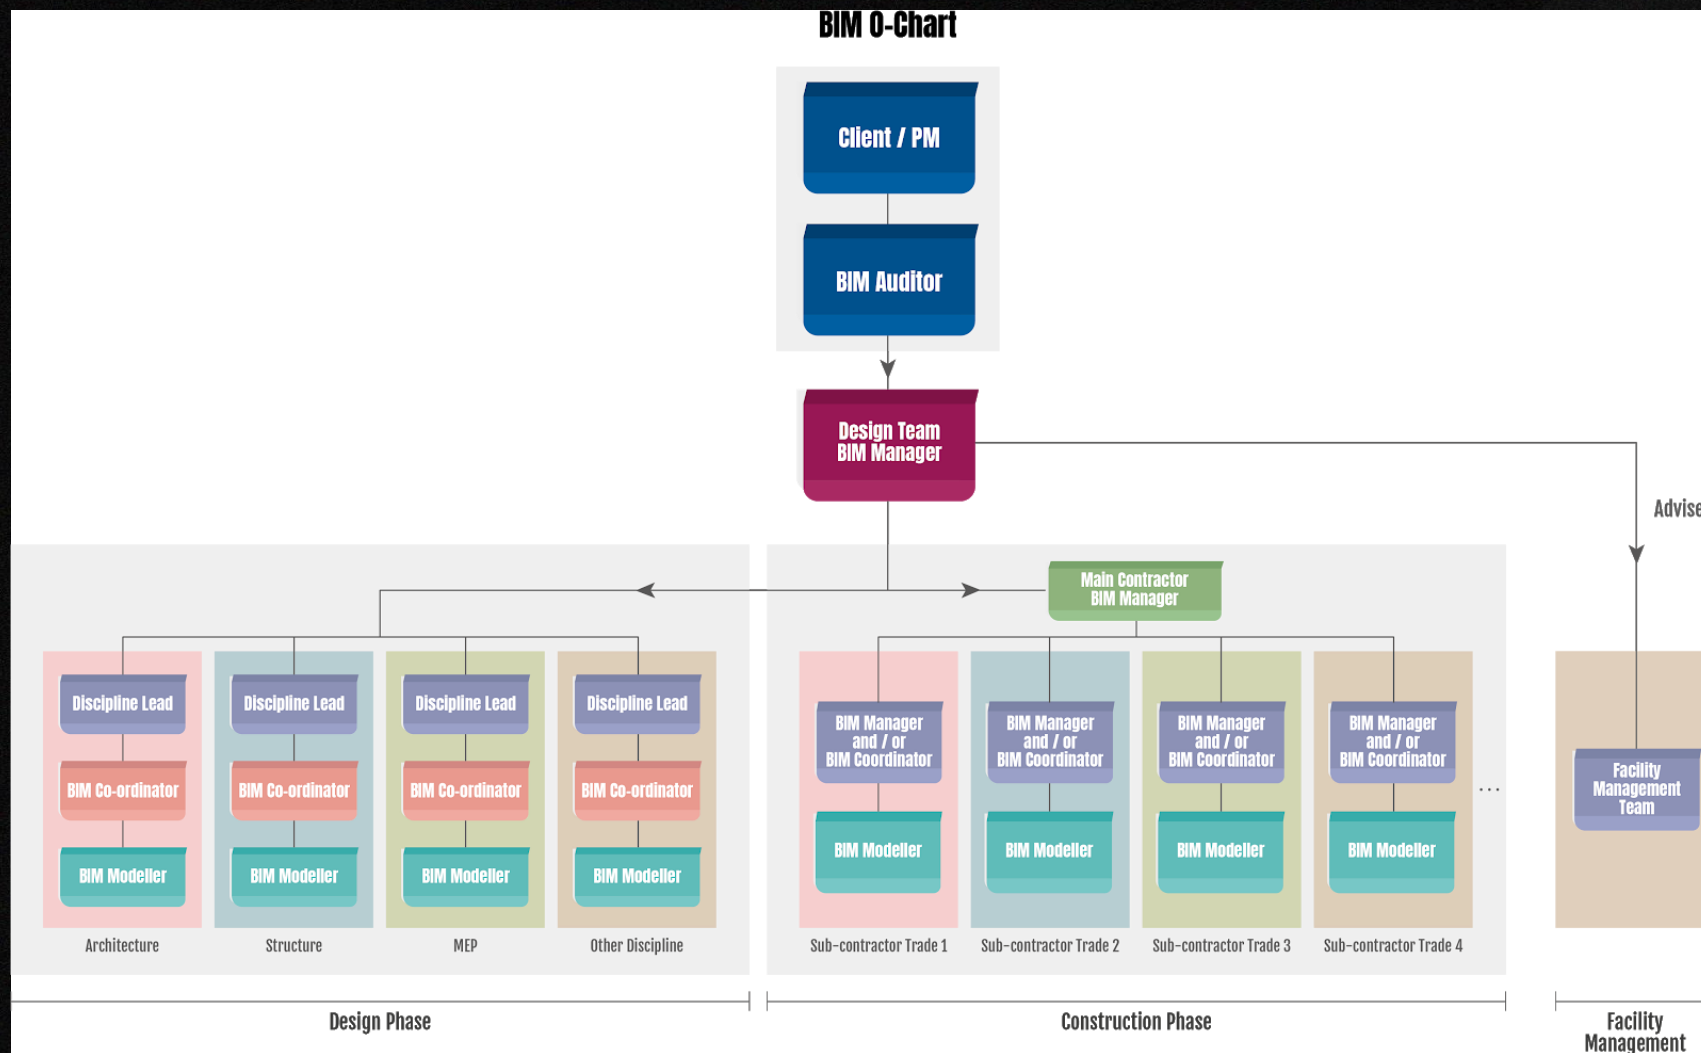 BIM O-Chart
Client / PM
BIM Auditor
Design Team
BIM Manager
Advise
Main Contractor
BIM Manager
Discipline Lead
Discipline Lead
Discipline Lead
Discipline Lead
BIM Co-ordinator
BIM Co-ordinator
BIM Co-ordinator
BIM Co-ordinator
BIM Modeller
BIM Modeller
BIM Modeller
BIM Modeller
Architecture
Structure
MEP
Other Discipline
BIM Manager
and / or
BIM Coordinator
BIM Manager
and / or
BIM Coordinator
BIM Manager
and / or
BIM Coordinator
BIM Manager
and / or
BIM Coordinator
...
BIM Modeller
BIM Modeller
BIM Modeller
BIM Modeller
Sub-contractor Trade 1
Sub-contractor Trade 2
Sub-contractor Trade 3
Sub-contractor Trade 4
Facility
Management
Team
Design Phase
Construction Phase
Facility
Management